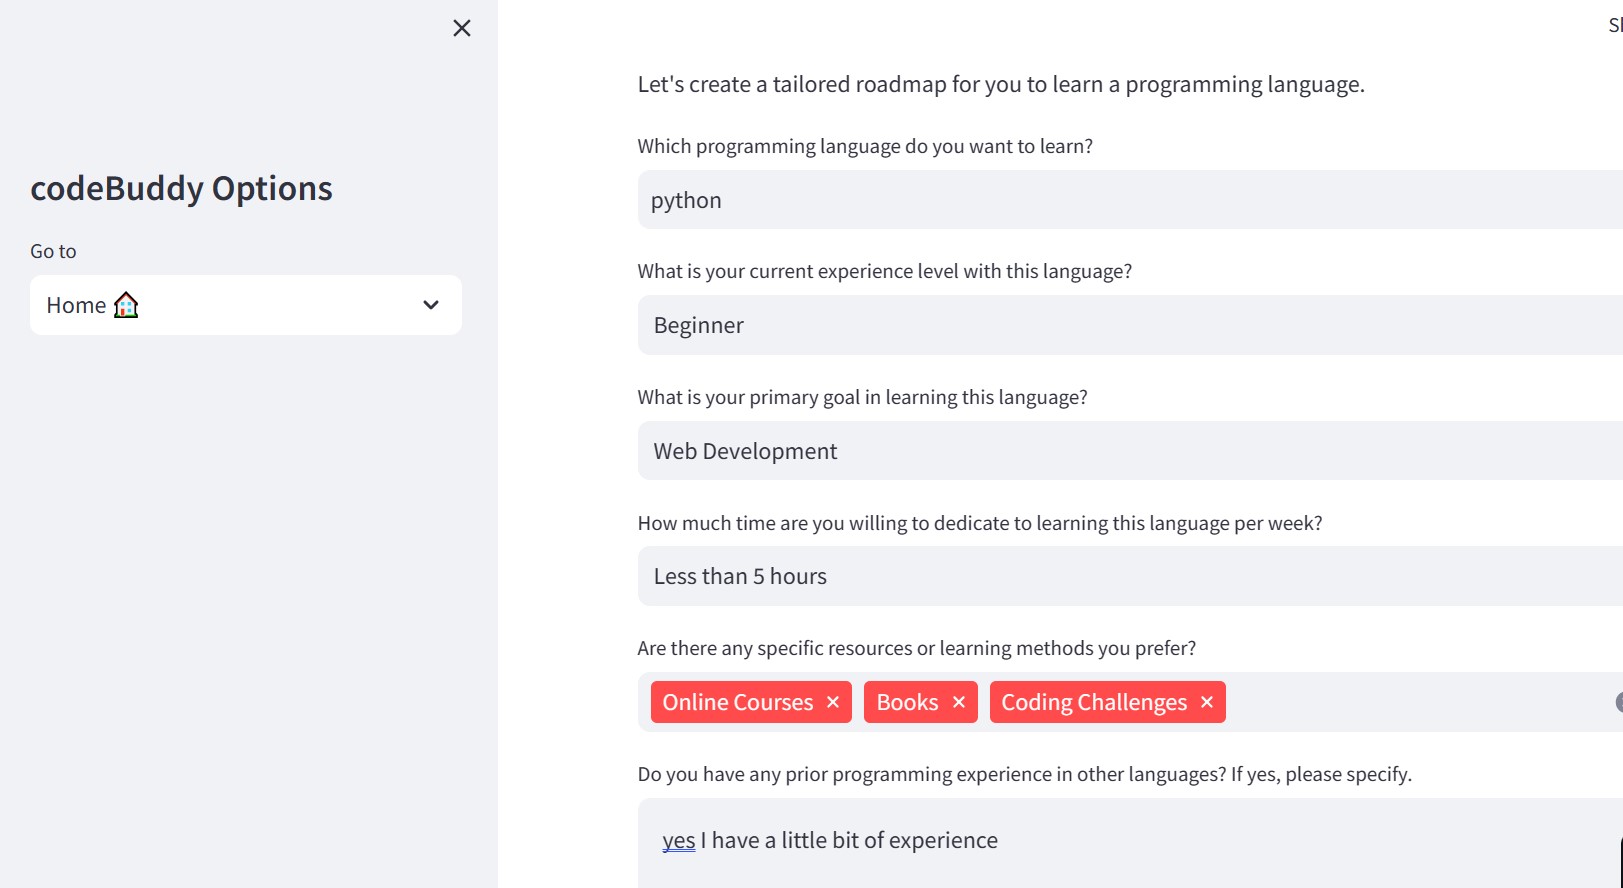 codeBuddy Options
Go to
Home
Let's create a tailored roadmap for you to learn a programming language.
Which programming language do you want to learn?
python
What is your current experience level with this language?
Beginner
What is your primary goal in learning this language?
Web Development
How much time are you willing to dedicate to learning this language per week?
Less than 5 hours
Are there any specific resources or learning methods you prefer?
Online Courses × Books × Coding Challenges ×
Do you have any prior programming experience in other languages? If yes, please specify.
yes I have a little bit of experience